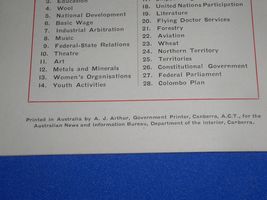 3. Education
4. Wool
5. National Development
6. Basic Wage
7. Industrial Arbitration
8. Music
9. Federal-State Relations
10. Theatre
11. Art
12. Metals and Minerals
13. Women's Organisations
14. Youth Activities
18. United Nations Participation
19. Literature
20. Flying Doctor Services
21. Forestry
22. Aviation
23. Wheat
24. Northern Territory
25. Territories
26. Constitutional Government
27. Federal Parliament
28. Colombo Plan
Printed in Australia by A. J. Arthur, Government Printer, Canberra, A.C.T., for the
Australian News and Information Bureau, Department of the Interior, Canberra.